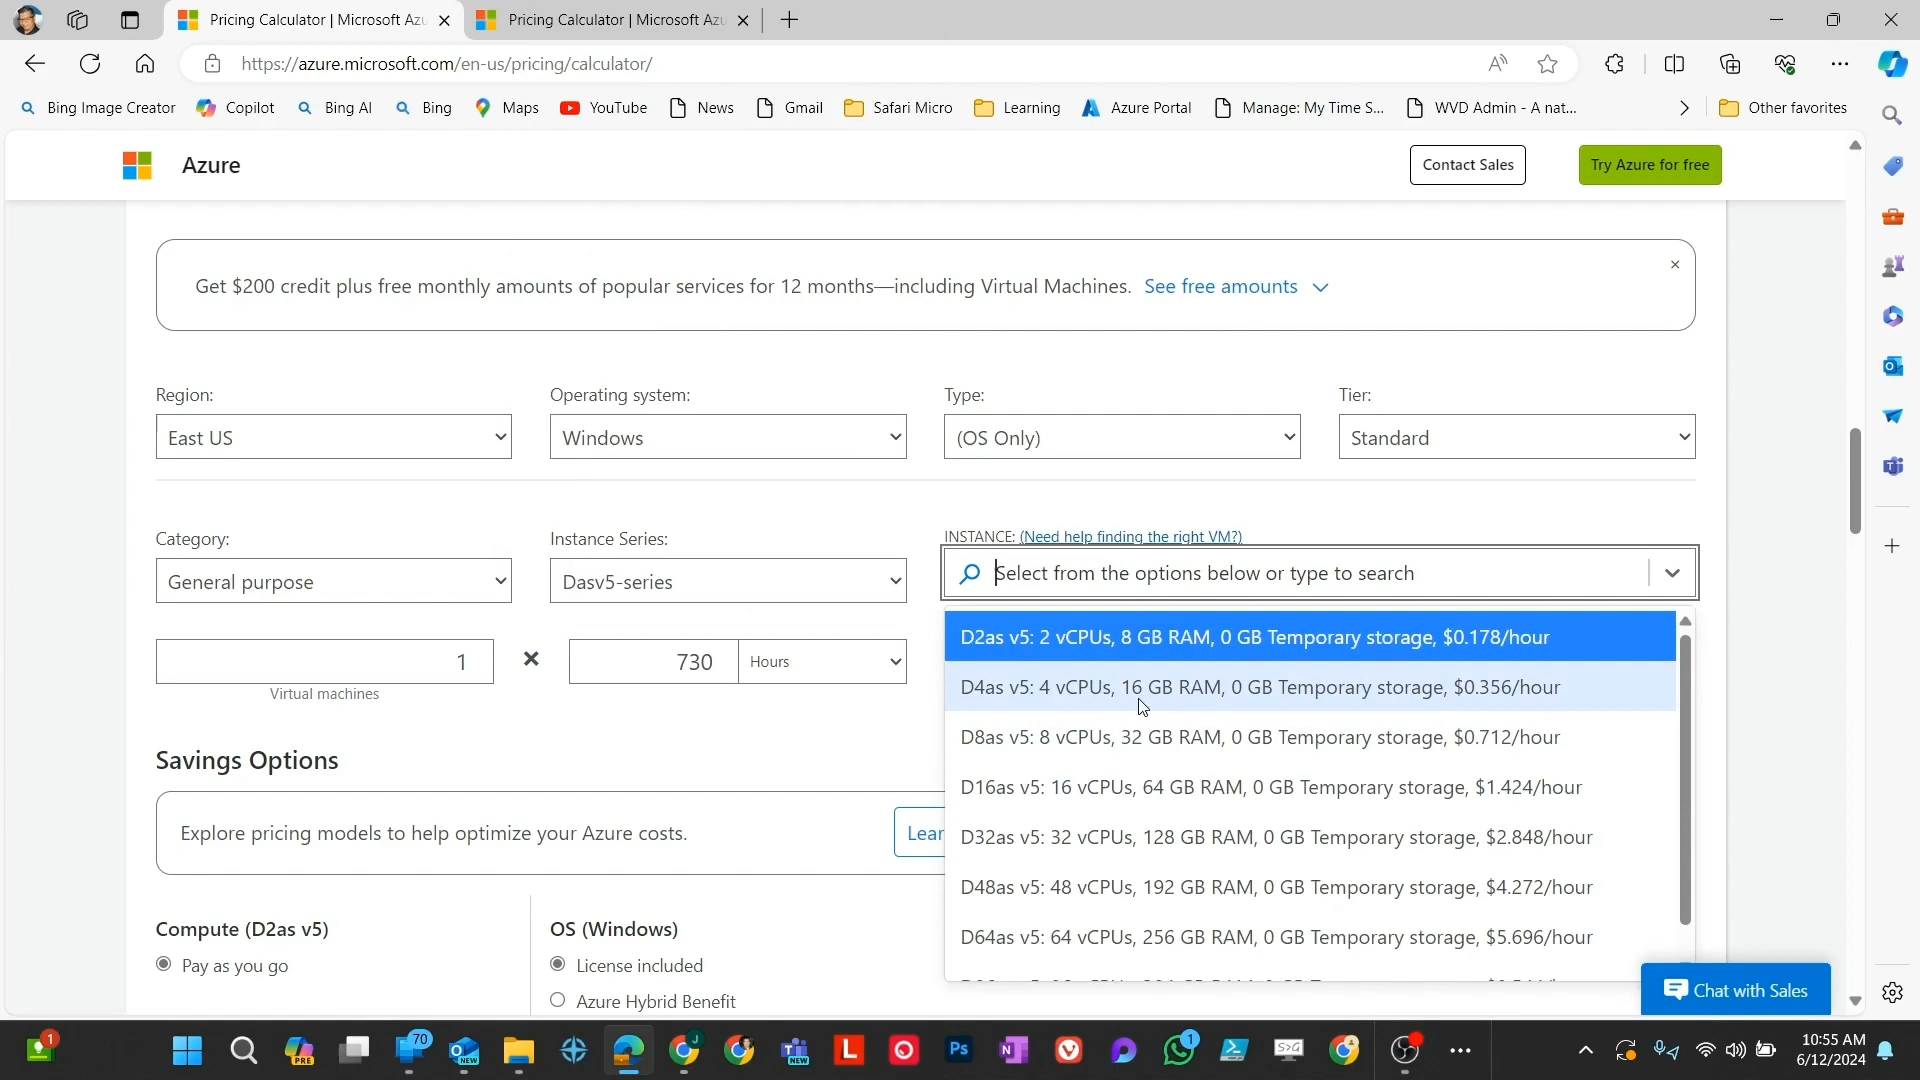 Pricing Calculator | Microsoft Azu
Pricing Calculator | Microsoft Azu
https://azure.microsoft.com/en-us/pricing/calculator/
Bing Image Creator
Copilot
Bing AI
Bing
Maps
YouTube
News
Gmail
Safari Micro
Learning
Azure Portal
Manage: My Time S...
WVD Admin - A nat...
Other favorites
Azure
Contact Sales
Try Azure for free
Get $200 credit plus free monthly amounts of popular services for 12 months—including Virtual Machines. See free amounts
Region:
Operating system:
Type:
Tier:
East US
Windows
(OS Only)
Standard
Category:
Instance Series:
INSTANCE: (Need help finding the right VM?)
General purpose
Dasv5-series
Select from the options below or type to search
D2as v5: 2 vCPUs, 8 GB RAM, 0 GB Temporary storage, $0.178/hour
1
730
Hours
Virtual machines
D4as v5: 4 vCPUs, 16 GB RAM, 0 GB Temporary storage, $0.356/hour
D8as v5: 8 vCPUs, 32 GB RAM, 0 GB Temporary storage, $0.712/hour
Savings Options
D16as v5: 16 vCPUs, 64 GB RAM, 0 GB Temporary storage, $1.424/hour
Explore pricing models to help optimize your Azure costs.
Lear
D32as v5: 32 vCPUs, 128 GB RAM, 0 GB Temporary storage, $2.848/hour
D48as v5: 48 vCPUs, 192 GB RAM, 0 GB Temporary storage, $4.272/hour
Compute (D2as v5)
OS (Windows)
D64as v5: 64 vCPUs, 256 GB RAM, 0 GB Temporary storage, $5.696/hour
Pay as you go
License included
Azure Hybrid Benefit
Chat with Sales
1
PRE
70
NEW
J
NEW
L
Ps
N
1
S>G
10:55 AM
6/12/2024